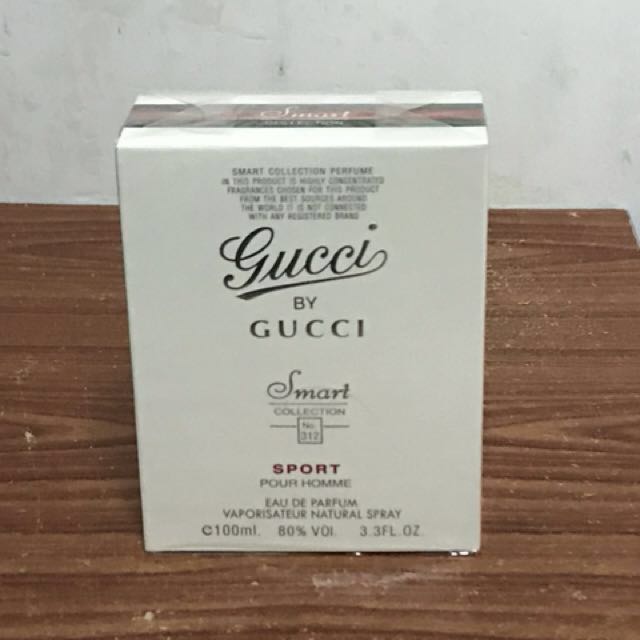 Smart
SMART COLLECTION PERFUME
IN THIS PRODUCT IS HIGHLY CONCENTRATED
FRAGRANCES CHOSEN FOR THIS PRODUCT
FROM THE BEST SOURCES AROUND
THE WORLD IT IS NOT CONNECTED
WITH ANY REGISTERED BRAND
Gucci
BY
GUCCI
Smart
COLLECTION
No.
312
SPORT
POUR HOMME
EAU DE PARFUM
VAPORISATEUR NATURAL SPRAY
e100ml. 80% VOL. 3.3FL.OZ.